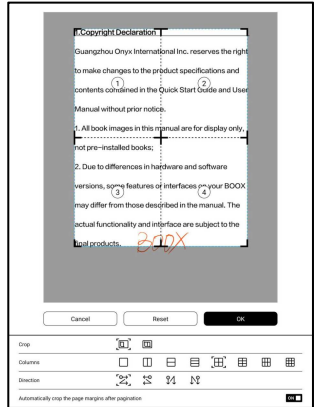 1.Copyright Declaration
Guangzhou Onyx International Inc. reserves the right
to make changes to the product specifications and
contents contained in the Quick Start Guide and User
Manual without prior notice.
1. All book images in this manual are for display only,
not pre-installed books;
2. Due to differences in hardware and software
versions, some features or interfaces on your BOOX
may differ from those described in the manual. The
actual functionality and interface are subject to the
final products.
BOOX
1 2
3 4
Cancel Reset OK
Crop
Columns
Direction
Automatically crop the page margins after pagination ON